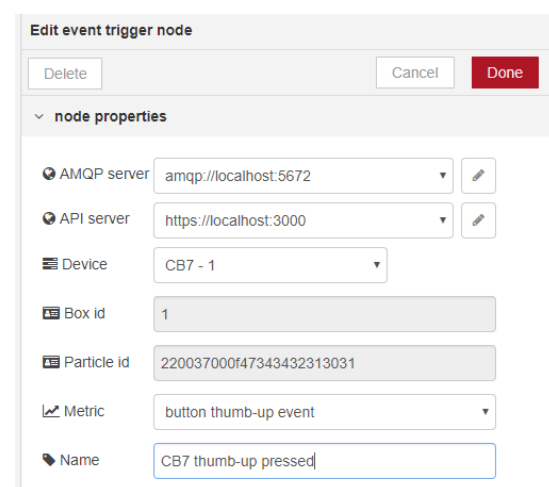 Edit event trigger node
Delete Cancel Done
node properties
AMQP server amqp://localhost:5672
API server https://localhost:3000
Device CB7 - 1
Box id 1
Particle id 220037000f47343432313031
Metric button thumb-up event
Name CB7 thumb-up pressed